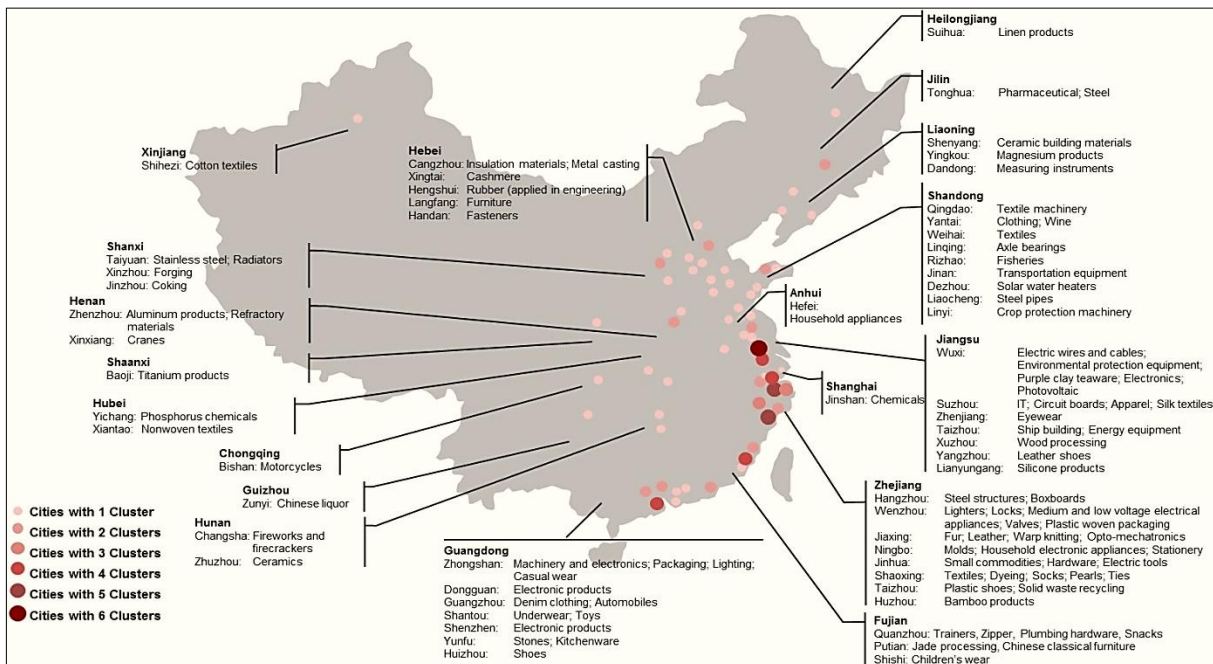 Heilongjiang
Suihua: Linen products
Jilin
Tonghua: Pharmaceutical; Steel
Liaoning
Shenyang: Ceramic building materials
Yingkou: Magnesium products
Dandong: Measuring instruments
Xinjiang
Shihezi: Cotton textiles
Hebei
Cangzhou: Insulation materials; Metal casting
Xingtai: Cashmere
Hengshui: Rubber (applied in engineering)
Langfang: Furniture
Handan: Fasteners
Shandong
Qingdao: Textile machinery
Yantai: Clothing; Wine
Weihai: Textiles
Linqing: Axle bearings
Rizhao: Fisheries
Jinan: Transportation equipment
Dezhou: Solar water heaters
Liaocheng: Steel pipes
Linyi: Crop protection machinery
Shanxi
Taiyuan: Stainless steel; Radiators
Xinzhou: Forging
Jinzhou: Coking
Henan
Zhenzhou: Aluminum products; Refractory
materials
Xinxiang: Cranes
Anhui
Hefei:
Household appliances
Shaanxi
Baoji: Titanium products
Jiangsu
Wuxi: Electric wires and cables;
Environmental protection equipment;
Purple clay teaware; Electronics;
Photovoltaic
Suzhou: IT; Circuit boards; Apparel; Silk textiles
Zhenjiang: Eyewear
Taizhou: Ship building; Energy equipment
Xuzhou: Wood processing
Yangzhou: Leather shoes
Lianyungang: Silicone products
Shanghai
Jinshan: Chemicals
Hubei
Yichang: Phosphorus chemicals
Xiantao: Nonwoven textiles
Chongqing
Bishan: Motorcycles
Guizhou
Zunyi: Chinese liquor
Hunan
Changsha: Fireworks and
firecrackers
Zhuzhou: Ceramics
Zhejiang
Hangzhou: Steel structures; Boxboards
Wenzhou: Lighters; Locks; Medium and low voltage electrical
appliances; Valves; Plastic woven packaging
Jiaxing: Fur; Leather; Warp knitting; Opto-mechatronics
Ningbo: Molds; Household electronic appliances; Stationery
Jinhua: Small commodities; Hardware; Electric tools
Shaoxing: Textiles; Dyeing; Socks; Pearls; Ties
Taizhou: Plastic shoes; Solid waste recycling
Huzhou: Bamboo products
Guangdong
Zhongshan: Machinery and electronics; Packaging; Lighting;
Casual wear
Dongguan: Electronic products
Guangzhou: Denim clothing; Automobiles
Shantou: Underwear; Toys
Shenzhen: Electronic products
Yunfu: Stones; Kitchenware
Huizhou: Shoes
Fujian
Quanzhou: Trainers, Zipper, Plumbing hardware, Snacks
Putian: Jade processing, Chinese classical furniture
Shishi: Children's wear
Cities with 1 Cluster
Cities with 2 Clusters
Cities with 3 Clusters
Cities with 4 Clusters
Cities with 5 Clusters
Cities with 6 Clusters